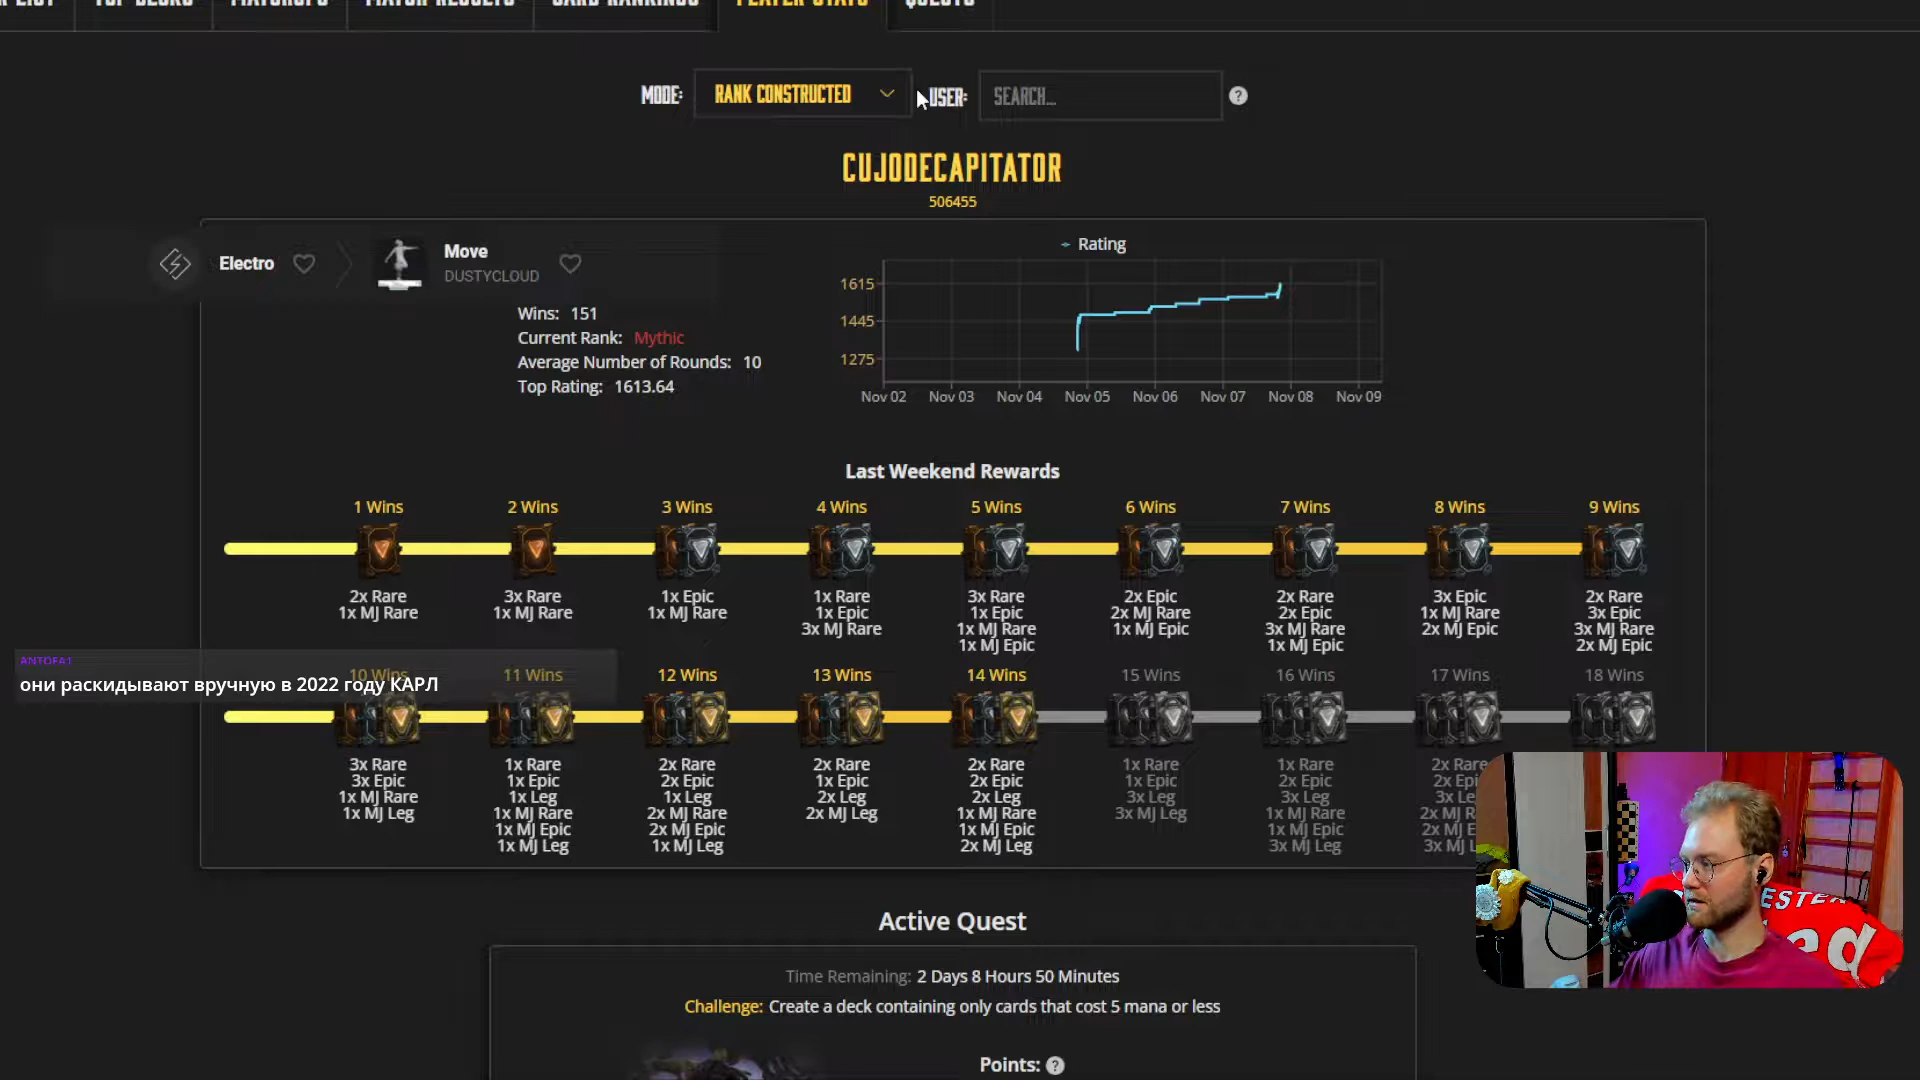 PLAYER STATS
QUESTS
MODE: RANK CONSTRUCTED
USER: SEARCH... ?
CUJODECAPITATOR
506455
Electro
Move
DUSTYCLOUD
Wins: 151
Current Rank: Mythic
Average Number of Rounds: 10
Top Rating: 1613.64
Rating
1615
1445
1275
Nov 02 Nov 03 Nov 04 Nov 05 Nov 06 Nov 07 Nov 08 Nov 09
Last Weekend Rewards
1 Wins 2 Wins 3 Wins 4 Wins 5 Wins 6 Wins 7 Wins 8 Wins 9 Wins
2x Rare 3x Rare 1x Epic 1x Rare 3x Rare 2x Epic 2x Rare 3x Epic 2x Rare
1x MJ Rare 1x MJ Rare 1x MJ Rare 1x Epic 1x Epic 2x MJ Rare 2x Epic 1x MJ Rare 3x Epic
3x MJ Rare 1x MJ Rare 1x MJ Epic 3x MJ Rare 2x MJ Epic 3x MJ Rare
1x MJ Epic 1x MJ Epic 2x MJ Epic
ANTOFA1
они раскидывают вручную в 2022 году КАРЛ
10 Wins 11 Wins 12 Wins 13 Wins 14 Wins 15 Wins 16 Wins 17 Wins 18 Wins
3x Rare 1x Rare 2x Rare 2x Rare 2x Rare 1x Rare 1x Rare 2x Rare
3x Epic 1x Epic 2x Epic 1x Epic 2x Epic 1x Epic 2x Epic
1x MJ Rare 1x Leg 1x Leg 2x Leg 2x Leg 3x Leg 3x Leg
1x MJ Leg 1x MJ Rare 2x MJ Rare 2x MJ Leg 1x MJ Rare 3x MJ Leg 1x MJ Rare
1x MJ Epic 2x MJ Epic 1x MJ Epic 1x MJ Epic
1x MJ Leg 1x MJ Leg 2x MJ Leg 3x MJ Leg
Active Quest
Time Remaining: 2 Days 8 Hours 50 Minutes
Challenge: Create a deck containing only cards that cost 5 mana or less
Points: ?